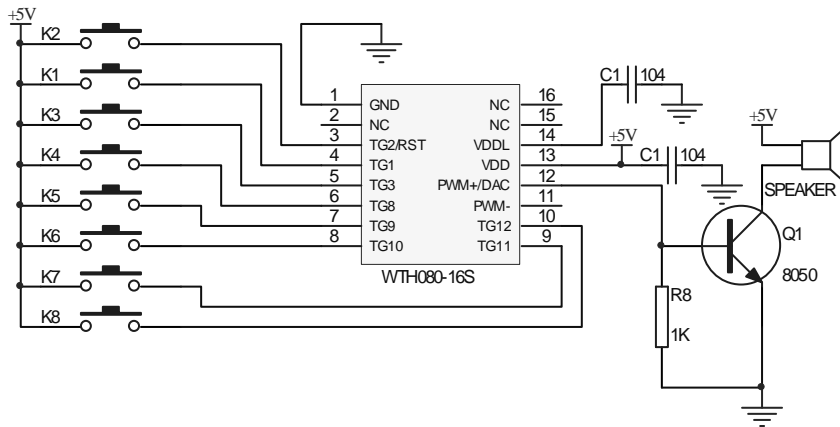 +5V
K2
K1
K3
K4
K5
K6
K7
K8
1 GND
2 NC
3 TG2/RST
4 TG1
5 TG3
6 TG8
7 TG9
8 TG10
NC 16
NC 15
VDDL 14
VDD 13
PWM+/DAC 12
PWM- 11
TG12 10
TG11 9
WTH080-16S
C1 104
+5V
C1 104
+5V
SPEAKER
Q1
8050
R8
1K